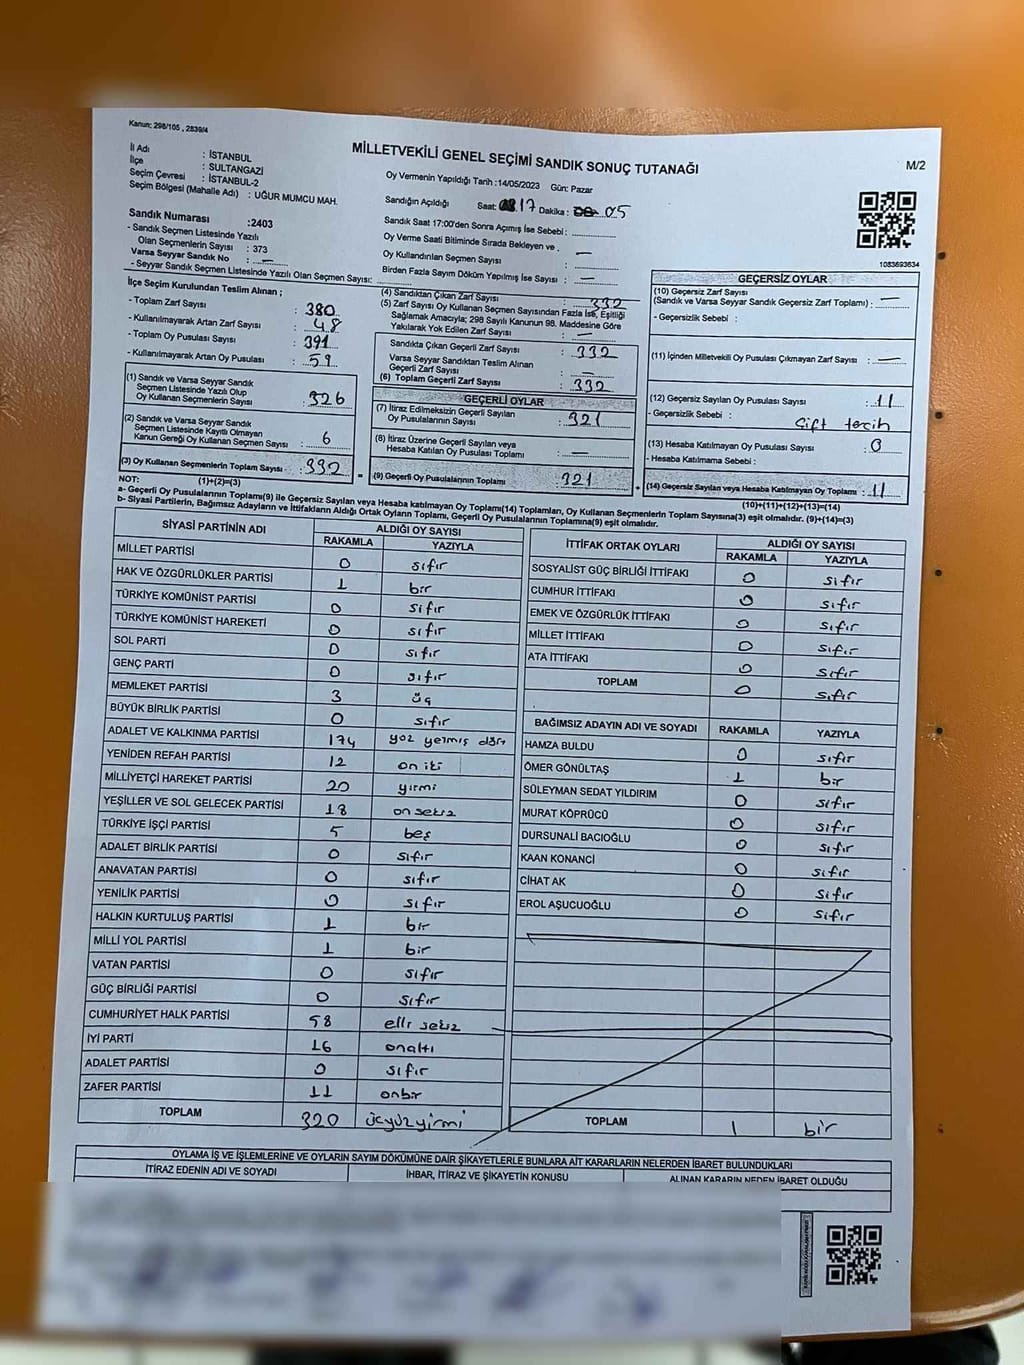 Kanun; 298/105 , 2839/4
MİLLETVEKİLİ GENEL SEÇİMİ SANDIK SONUÇ TUTANAĞI
M/2
İl Adı : İSTANBUL
İlçe : SULTANGAZİ
Seçim Çevresi : İSTANBUL-2
Seçim Bölgesi (Mahalle Adı) : UĞUR MUMCU MAH.
Sandık Numarası :2403
- Sandık Seçmen Listesinde Yazılı
Olan Seçmenlerin Sayısı : 373
Varsa Seyyar Sandık No : —
- Seyyar Sandık Seçmen Listesinde Yazılı Olan Seçmen Sayısı:
Oy Vermenin Yapıldığı Tarih :14/05/2023 Gün: Pazar
Sandığın Açıldığı Saat: 17 Dakika : 05
Sandık Saat 17:00'den Sonra Açımış İse Sebebi :
Oy Verme Saati Bitiminde Sırada Bekleyen ve
Oy Kullandırılan Seçmen Sayısı : —
Birden Fazla Sayım Döküm Yapılmış İse Sayısı : —
1083693634
İlçe Seçim Kurulundan Teslim Alınan ;
- Toplam Zarf Sayısı : 380
- Kullanılmayarak Artan Zarf Sayısı : 48
- Toplam Oy Pusulası Sayısı : 391
- Kullanılmayarak Artan Oy Pusulası : 59
(1) Sandık ve Varsa Seyyar Sandık
Seçmen Listesinde Yazılı Olup
Oy Kullanan Seçmenlerin Sayısı : 326
(2) Sandık ve Varsa Seyyar Sandık
Seçmen Listesinde Kayıtlı Olmayan
Kanun Gereği Oy Kullanan Seçmen Sayısı : 6
(3) Oy Kullanan Seçmenlerin Toplam Sayısı : 332
(4) Sandıktan Çıkan Zarf Sayısı : 332
(5) Zarf Sayısı Oy Kullanan Seçmen Sayısından Fazla İse, Eşitliği
Sağlamak Amacıyla; 298 Sayılı Kanunun 98. Maddesine Göre
Yakılarak Yok Edilen Zarf Sayısı : —
Sandıkta Çıkan Geçerli Zarf Sayısı : 332
Varsa Seyyar Sandıktan Teslim Alınan
Geçerli Zarf Sayısı : —
(6) Toplam Geçerli Zarf Sayısı : 332
GEÇERLİ OYLAR
(7) İtiraz Edilmeksizin Geçerli Sayılan
Oy Pusulalarının Sayısı : 321
(8) İtiraz Üzerine Geçerli Sayılan veya
Hesaba Katılan Oy Pusulası Toplamı : —
(9) Geçerli Oy Pusulalarının Toplamı : 321
GEÇERSİZ OYLAR
(10) Geçersiz Zarf Sayısı
(Sandık ve Varsa Seyyar Sandık Geçersiz Zarf Toplamı) : —
- Geçersizlik Sebebi :
(11) İçinden Milletvekili Oy Pusulası Çıkmayan Zarf Sayısı : —
(12) Geçersiz Sayılan Oy Pusulası Sayısı : 11
- Geçersizlik Sebebi : Çift tercih
(13) Hesaba Katılmayan Oy Pusulası Sayısı : 0
- Hesaba Katılmama Sebebi :
(14) Geçersiz Sayılan veya Hesaba Katılmayan Oy Toplamı : 11
NOT: (1)+(2)=(3) (10)+(11)+(12)+(13)=(14)
a- Geçerli Oy Pusulalarının Toplamı(9) ile Geçersiz Sayılan veya Hesaba katılmayan Oy Toplamı(14) Toplamları, Oy Kullanan Seçmenlerin Toplam Sayısına(3) eşit olmalıdır. (9)+(14)=(3)
b- Siyasi Partilerin, Bağımsız Adayların ve İttifakların Aldığı Ortak Oyların Toplamı, Geçerli Oy Pusulalarının Toplamına(9) eşit olmalıdır.
SİYASİ PARTİNİN ADI ALDIĞI OY SAYISI
RAKAMLA YAZIYLA
MİLLET PARTİSİ 0 sıfır
HAK VE ÖZGÜRLÜKLER PARTİSİ 1 bir
TÜRKİYE KOMÜNİST PARTİSİ 0 sıfır
TÜRKİYE KOMÜNİST HAREKETİ 0 sıfır
SOL PARTİ 0 sıfır
GENÇ PARTİ 0 sıfır
MEMLEKET PARTİSİ 3 üç
BÜYÜK BİRLİK PARTİSİ 0 sıfır
ADALET VE KALKINMA PARTİSİ 174 yüz yetmiş dört
YENİDEN REFAH PARTİSİ 12 on iki
MİLLİYETÇİ HAREKET PARTİSİ 20 yirmi
YEŞİLLER VE SOL GELECEK PARTİSİ 18 on sekiz
TÜRKİYE İŞÇİ PARTİSİ 5 beş
ADALET BİRLİK PARTİSİ 0 sıfır
ANAVATAN PARTİSİ 0 sıfır
YENİLİK PARTİSİ 0 sıfır
HALKIN KURTULUŞ PARTİSİ 1 bir
MİLLİ YOL PARTİSİ 1 bir
VATAN PARTİSİ 0 sıfır
GÜÇ BİRLİĞİ PARTİSİ 0 sıfır
CUMHURİYET HALK PARTİSİ 58 elli sekiz
İYİ PARTİ 16 onaltı
ADALET PARTİSİ 0 sıfır
ZAFER PARTİSİ 11 onbir
TOPLAM 320 üçyüzyirmi
İTTİFAK ORTAK OYLARI ALDIĞI OY SAYISI
RAKAMLA YAZIYLA
SOSYALİST GÜÇ BİRLİĞİ İTTİFAKI 0 sıfır
CUMHUR İTTİFAKI 0 sıfır
EMEK VE ÖZGÜRLÜK İTTİFAKI 0 sıfır
MİLLET İTTİFAKI 0 sıfır
ATA İTTİFAKI 0 sıfır
TOPLAM 0 sıfır
BAĞIMSIZ ADAYIN ADI VE SOYADI RAKAMLA YAZIYLA
HAMZA BULDU 0 sıfır
ÖMER GÖNÜLTAŞ 1 bir
SÜLEYMAN SEDAT YILDIRIM 0 sıfır
MURAT KÖPRÜCÜ 0 sıfır
DURSUNALİ BACIOĞLU 0 sıfır
KAAN KONANCİ 0 sıfır
CİHAT AK 0 sıfır
EROL AŞUCUOĞLU 0 sıfır
TOPLAM 1 bir
OYLAMA İŞ VE İŞLEMLERİNE VE OYLARIN SAYIM DÖKÜMÜNE DAİR ŞİKAYETLERLE BUNLARA AİT KARARLARIN NELERDEN İBARET BULUNDUKLARI
İTİRAZ EDENİN ADI VE SOYADI İHBAR, İTİRAZ VE ŞİKAYETİN KONUSU ALINAN KARARIN NEDEN İBARET OLDUĞU